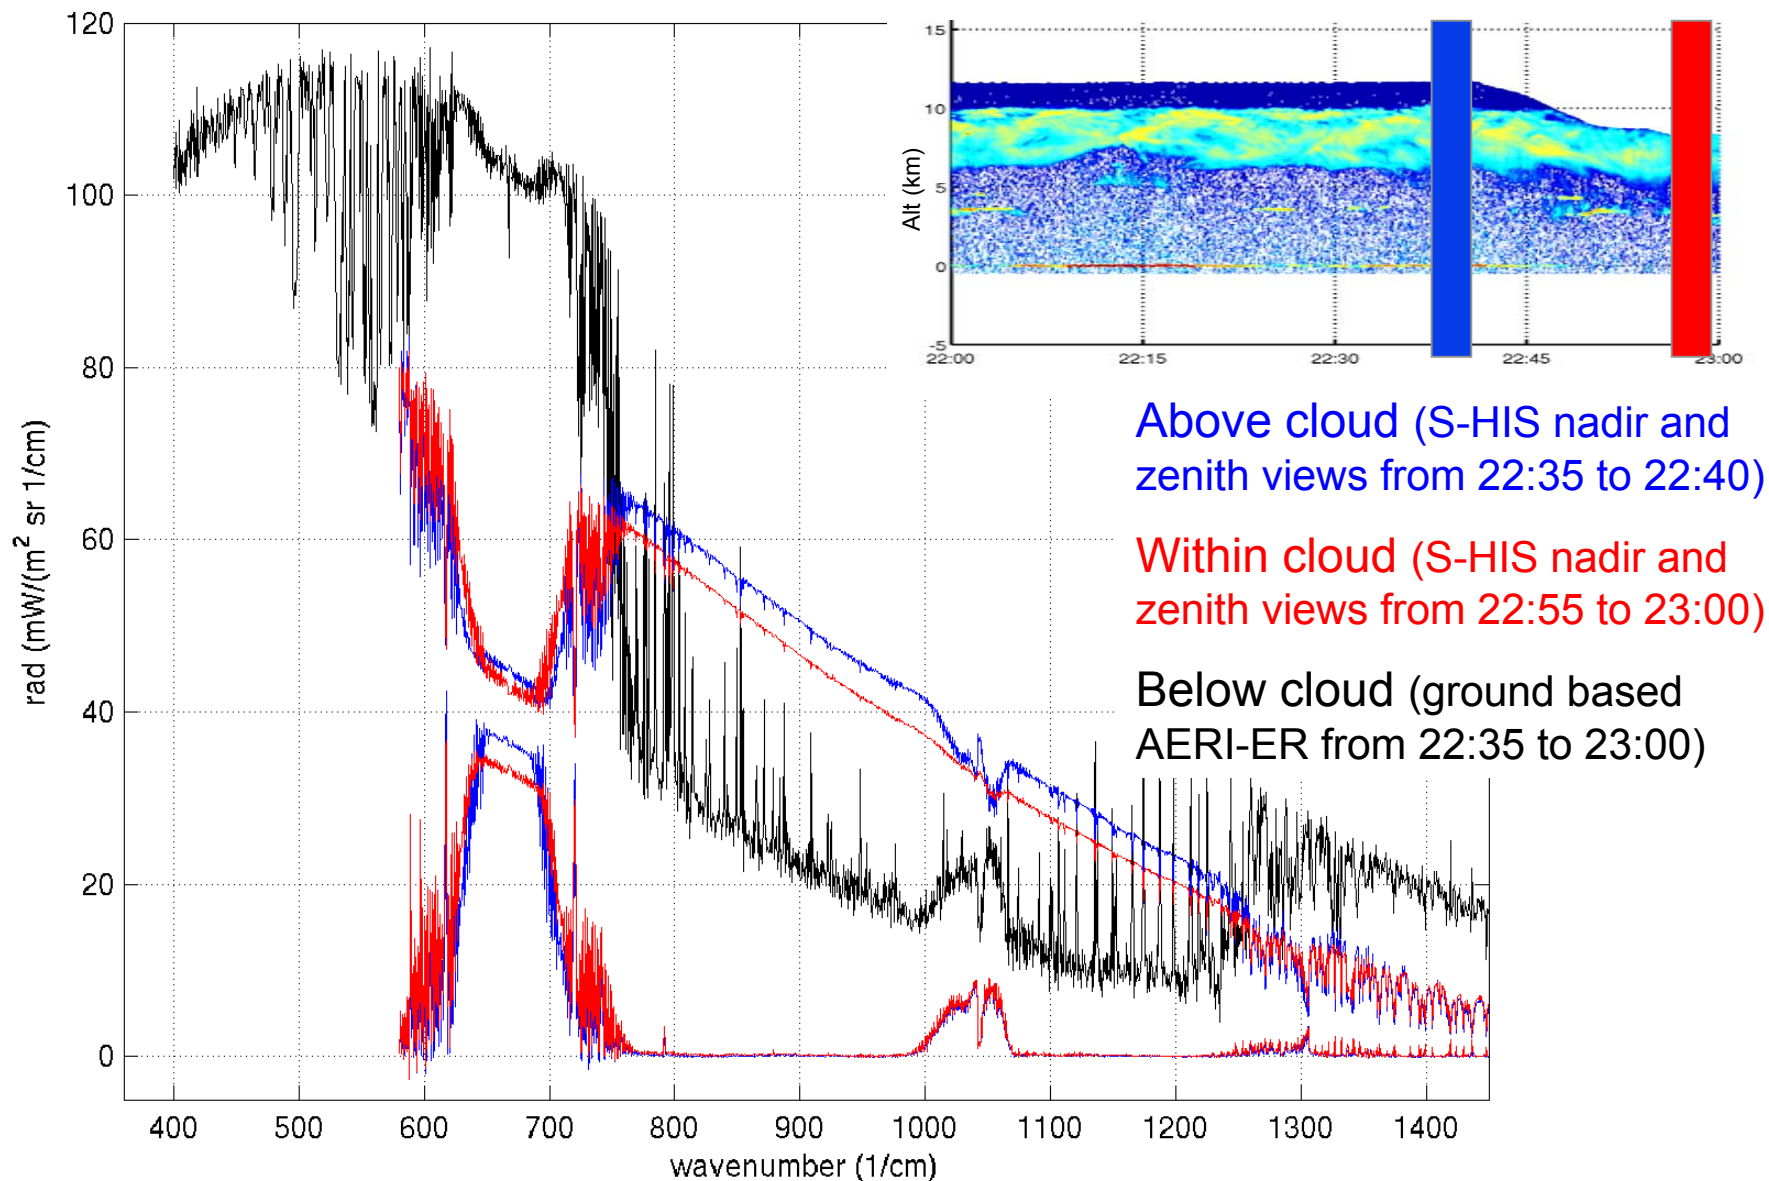 120
100
80
60
40
20
0
rad (mW/(m² sr 1/cm)
400 500 600 700 800 900 1000 1100 1200 1300 1400
wavenumber (1/cm)
15
10
5
0
-5
Alt (km)
22:00 22:15 22:30 22:45 23:00
Above cloud (S-HIS nadir and
zenith views from 22:35 to 22:40)
Within cloud (S-HIS nadir and
zenith views from 22:55 to 23:00)
Below cloud (ground based
AERI-ER from 22:35 to 23:00)